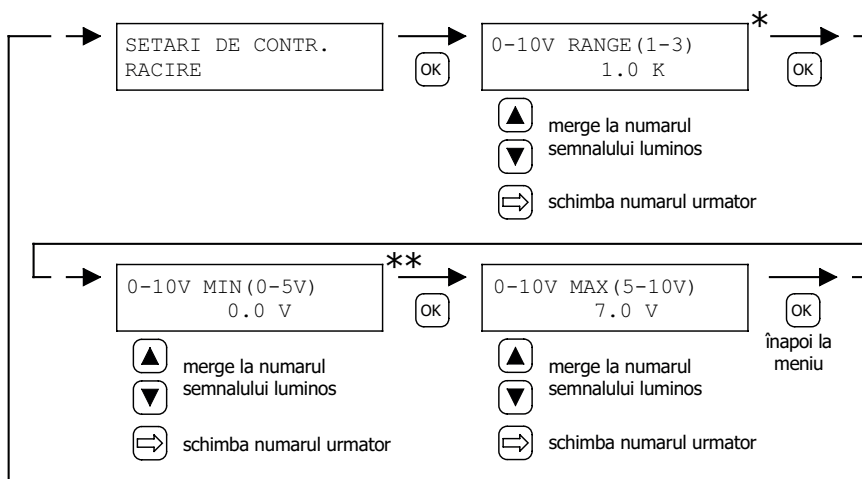 SETARI DE CONTR.
RACIRE
OK
0-10V RANGE(1-3)
1.0 K
*
OK
merge la numarul
semnalului luminos
schimba numarul urmator
0-10V MIN(0-5V)
0.0 V
**
OK
merge la numarul
semnalului luminos
schimba numarul urmator
0-10V MAX(5-10V)
7.0 V
OK
înapoi la
meniu
merge la numarul
semnalului luminos
schimba numarul urmator